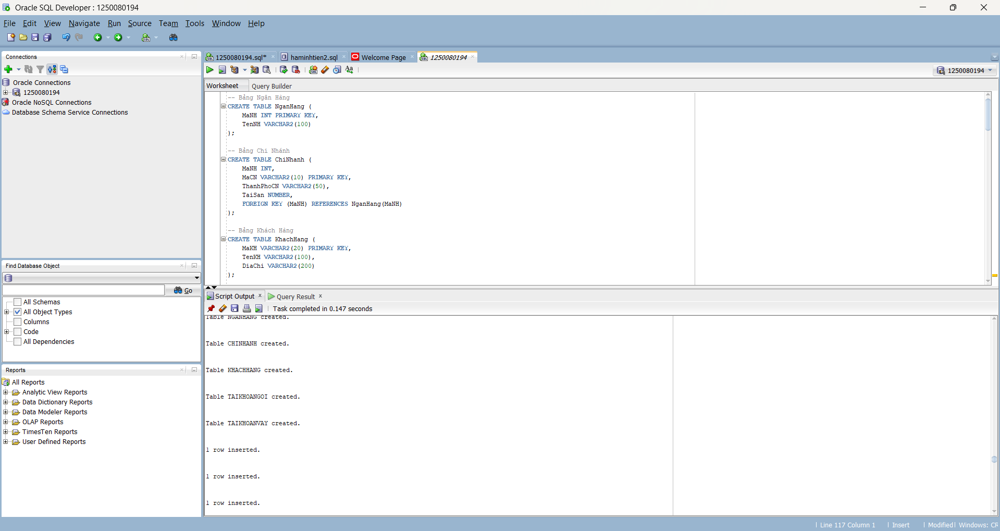 Oracle SQL Developer : 1250080194
File Edit View Navigate Run Source Team Tools Window Help
Connections
Oracle Connections
1250080194
Oracle NoSQL Connections
Database Schema Service Connections
Find Database Object
Go
All Schemas
All Object Types
Columns
Code
All Dependencies
Reports
All Reports
Analytic View Reports
Data Dictionary Reports
Data Modeler Reports
OLAP Reports
TimesTen Reports
User Defined Reports
1250080194.sql* haminhtien2.sql Welcome Page 1250080194
1250080194
Worksheet Query Builder
-- Bảng Ngân Hàng
CREATE TABLE NganHang (
MaNH INT PRIMARY KEY,
TenNH VARCHAR2(100)
);
-- Bảng Chi Nhánh
CREATE TABLE ChiNhanh (
MaNH INT,
MaCN VARCHAR2(10) PRIMARY KEY,
ThanhPhoCN VARCHAR2(50),
TaiSan NUMBER,
FOREIGN KEY (MaNH) REFERENCES NganHang(MaNH)
);
-- Bảng Khách Hàng
CREATE TABLE KhachHang (
MaKH VARCHAR2(20) PRIMARY KEY,
TenKH VARCHAR2(100),
DiaChi VARCHAR2(200)
);
Script Output Query Result
Task completed in 0.147 seconds
Table NGANHANG created.
Table CHINHANH created.
Table KHACHHANG created.
Table TAIKHOANGOI created.
Table TAIKHOANVAY created.
1 row inserted.
1 row inserted.
1 row inserted.
Line 117 Column 1 Insert Modified Windows: CR